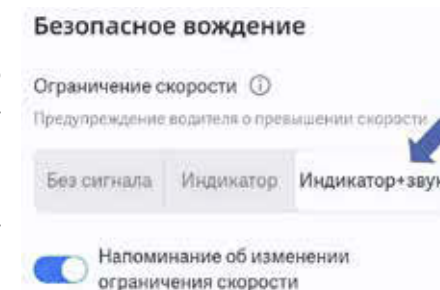 Безопасное вождение
Ограничение скорости
Предупреждение водителя о превышении скорости
Без сигнала Индикатор Индикатор+звук
Напоминание об изменении
ограничения скорости